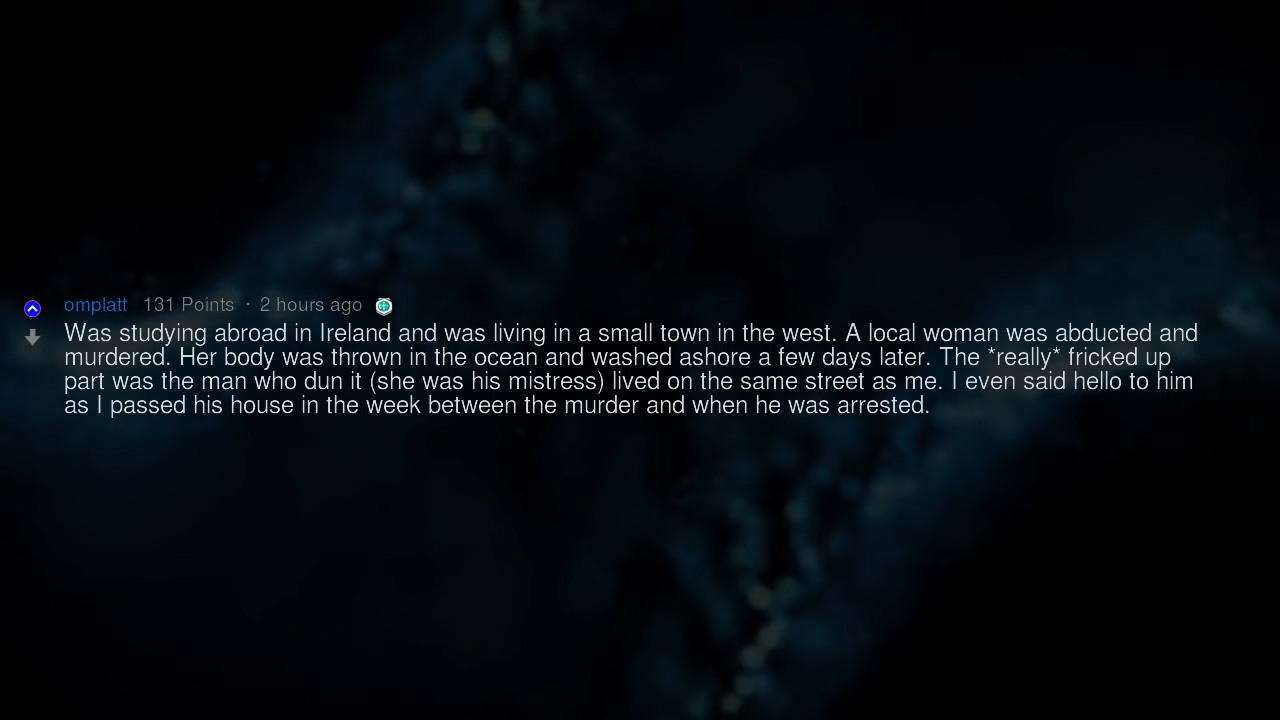 omplatt 131 Points · 2 hours ago
Was studying abroad in Ireland and was living in a small town in the west. A local woman was abducted and
murdered. Her body was thrown in the ocean and washed ashore a few days later. The *really* fricked up
part was the man who dun it (she was his mistress) lived on the same street as me. I even said hello to him
as I passed his house in the week between the murder and when he was arrested.